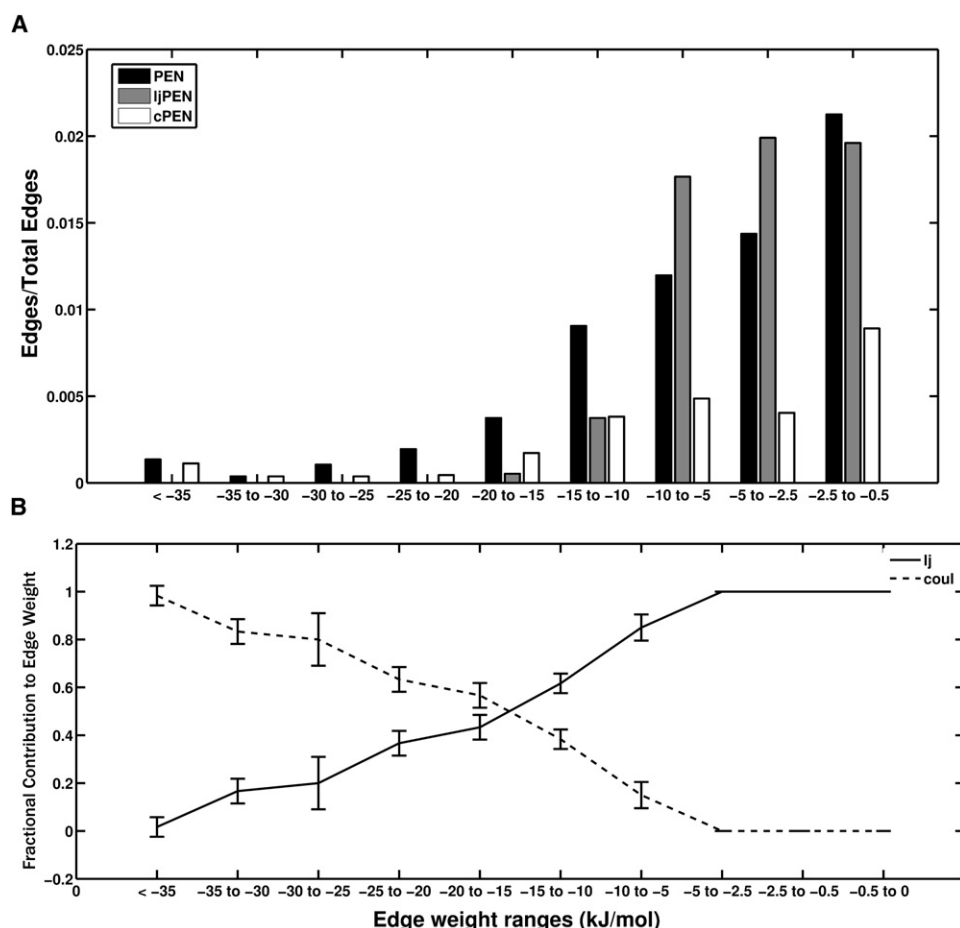 A
0.025
0.02
0.015
0.01
0.005
0
Edges/Total Edges
PEN
ljPEN
cPEN
< −35
−35 to −30
−30 to −25
−25 to −20
−20 to −15
−15 to −10
−10 to −5
−5 to −2.5
−2.5 to −0.5
B
1.2
1
0.8
0.6
0.4
0.2
0
−0.2
Fractional Contribution to Edge Weight
lj
coul
0
< −35
−35 to −30
−30 to −25
−25 to −20
−20 to −15
−15 to −10
−10 to −5
−5 to −2.5
−2.5 to −0.5
−0.5 to 0
Edge weight ranges (kJ/mol)